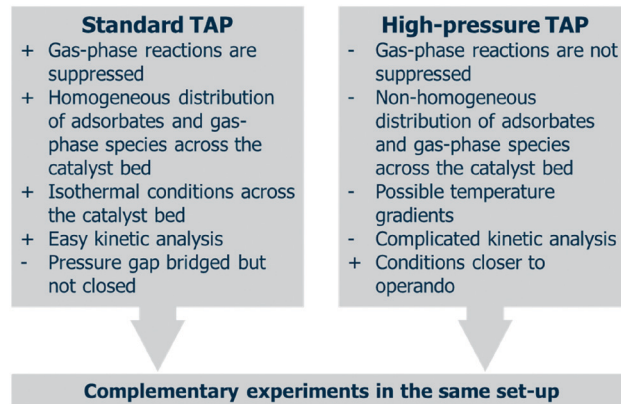 Standard TAP
+ Gas-phase reactions are
suppressed
+ Homogeneous distribution
of adsorbates and gas-
phase species across the
catalyst bed
+ Isothermal conditions across
the catalyst bed
+ Easy kinetic analysis
- Pressure gap bridged but
not closed
High-pressure TAP
- Gas-phase reactions are not
suppressed
- Non-homogeneous
distribution of adsorbates
and gas-phase species
across the catalyst bed
- Possible temperature
gradients
- Complicated kinetic analysis
+ Conditions closer to
operando
Complementary experiments in the same set-up